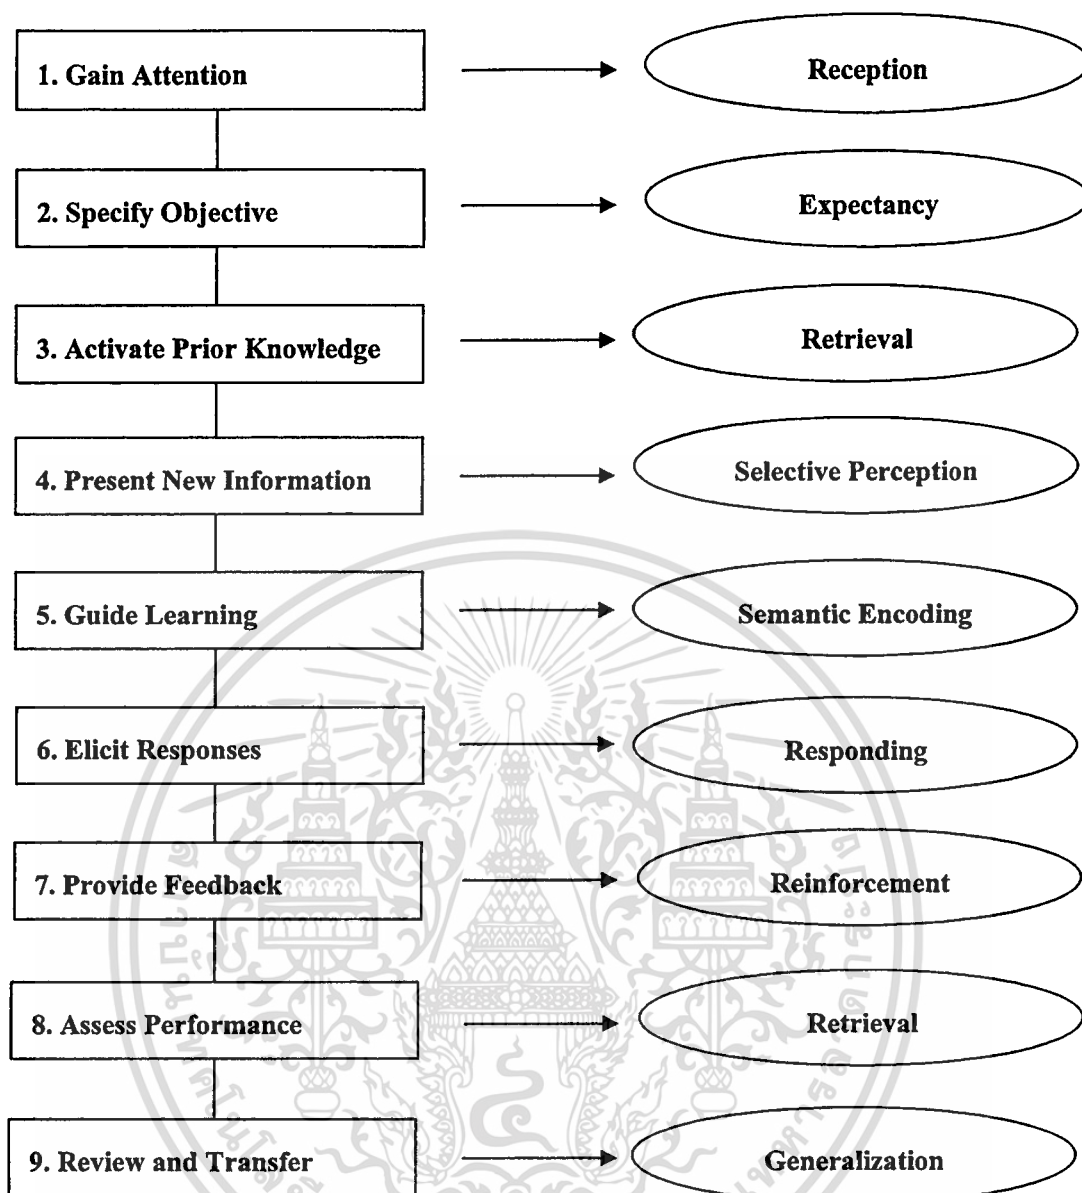 1. Gain Attention
Reception
2. Specify Objective
Expectancy
3. Activate Prior Knowledge
Retrieval
4. Present New Information
Selective Perception
5. Guide Learning
Semantic Encoding
6. Elicit Responses
Responding
7. Provide Feedback
Reinforcement
8. Assess Performance
Retrieval
9. Review and Transfer
Generalization